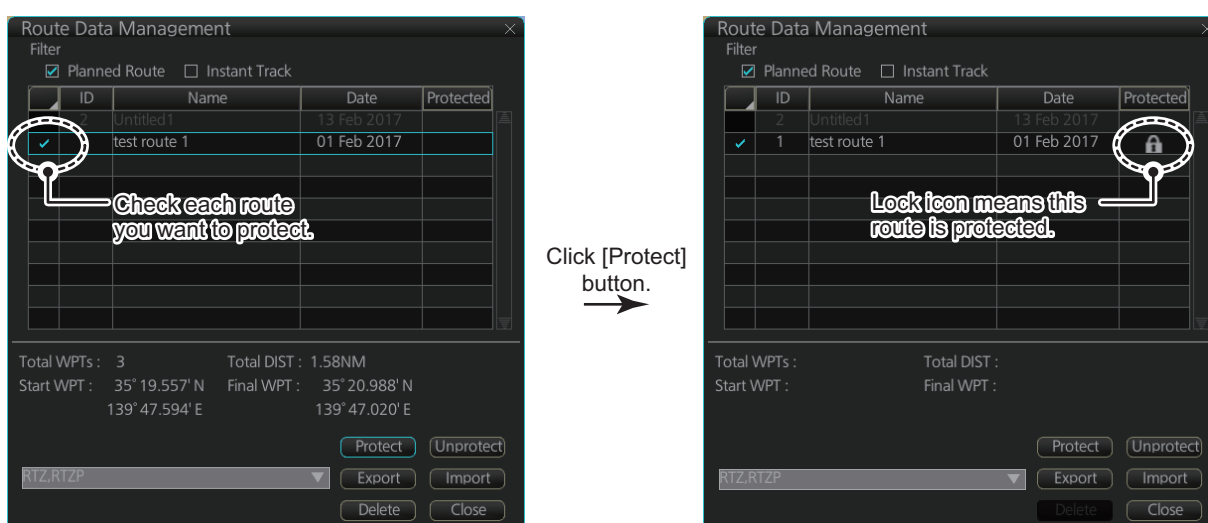 Route Data Management
Filter
Planned Route Instant Track
ID Name Date Protected
2 Untitled1 13 Feb 2017
test route 1 01 Feb 2017
Check each route
you want to protect.
Total WPTs : 3 Total DIST : 1.58NM
Start WPT : 35°19.557' N Final WPT : 35°20.988' N
139°47.594' E 139°47.020' E
Protect Unprotect
RTZ,RTZP Export Import
Delete Close
Click [Protect]
button.
Route Data Management
Filter
Planned Route Instant Track
ID Name Date Protected
2 Untitled1 13 Feb 2017
1 test route 1 01 Feb 2017
Lock icon means this
route is protected.
Total WPTs : Total DIST :
Start WPT : Final WPT :
Protect Unprotect
RTZ,RTZP Export Import
Delete Close